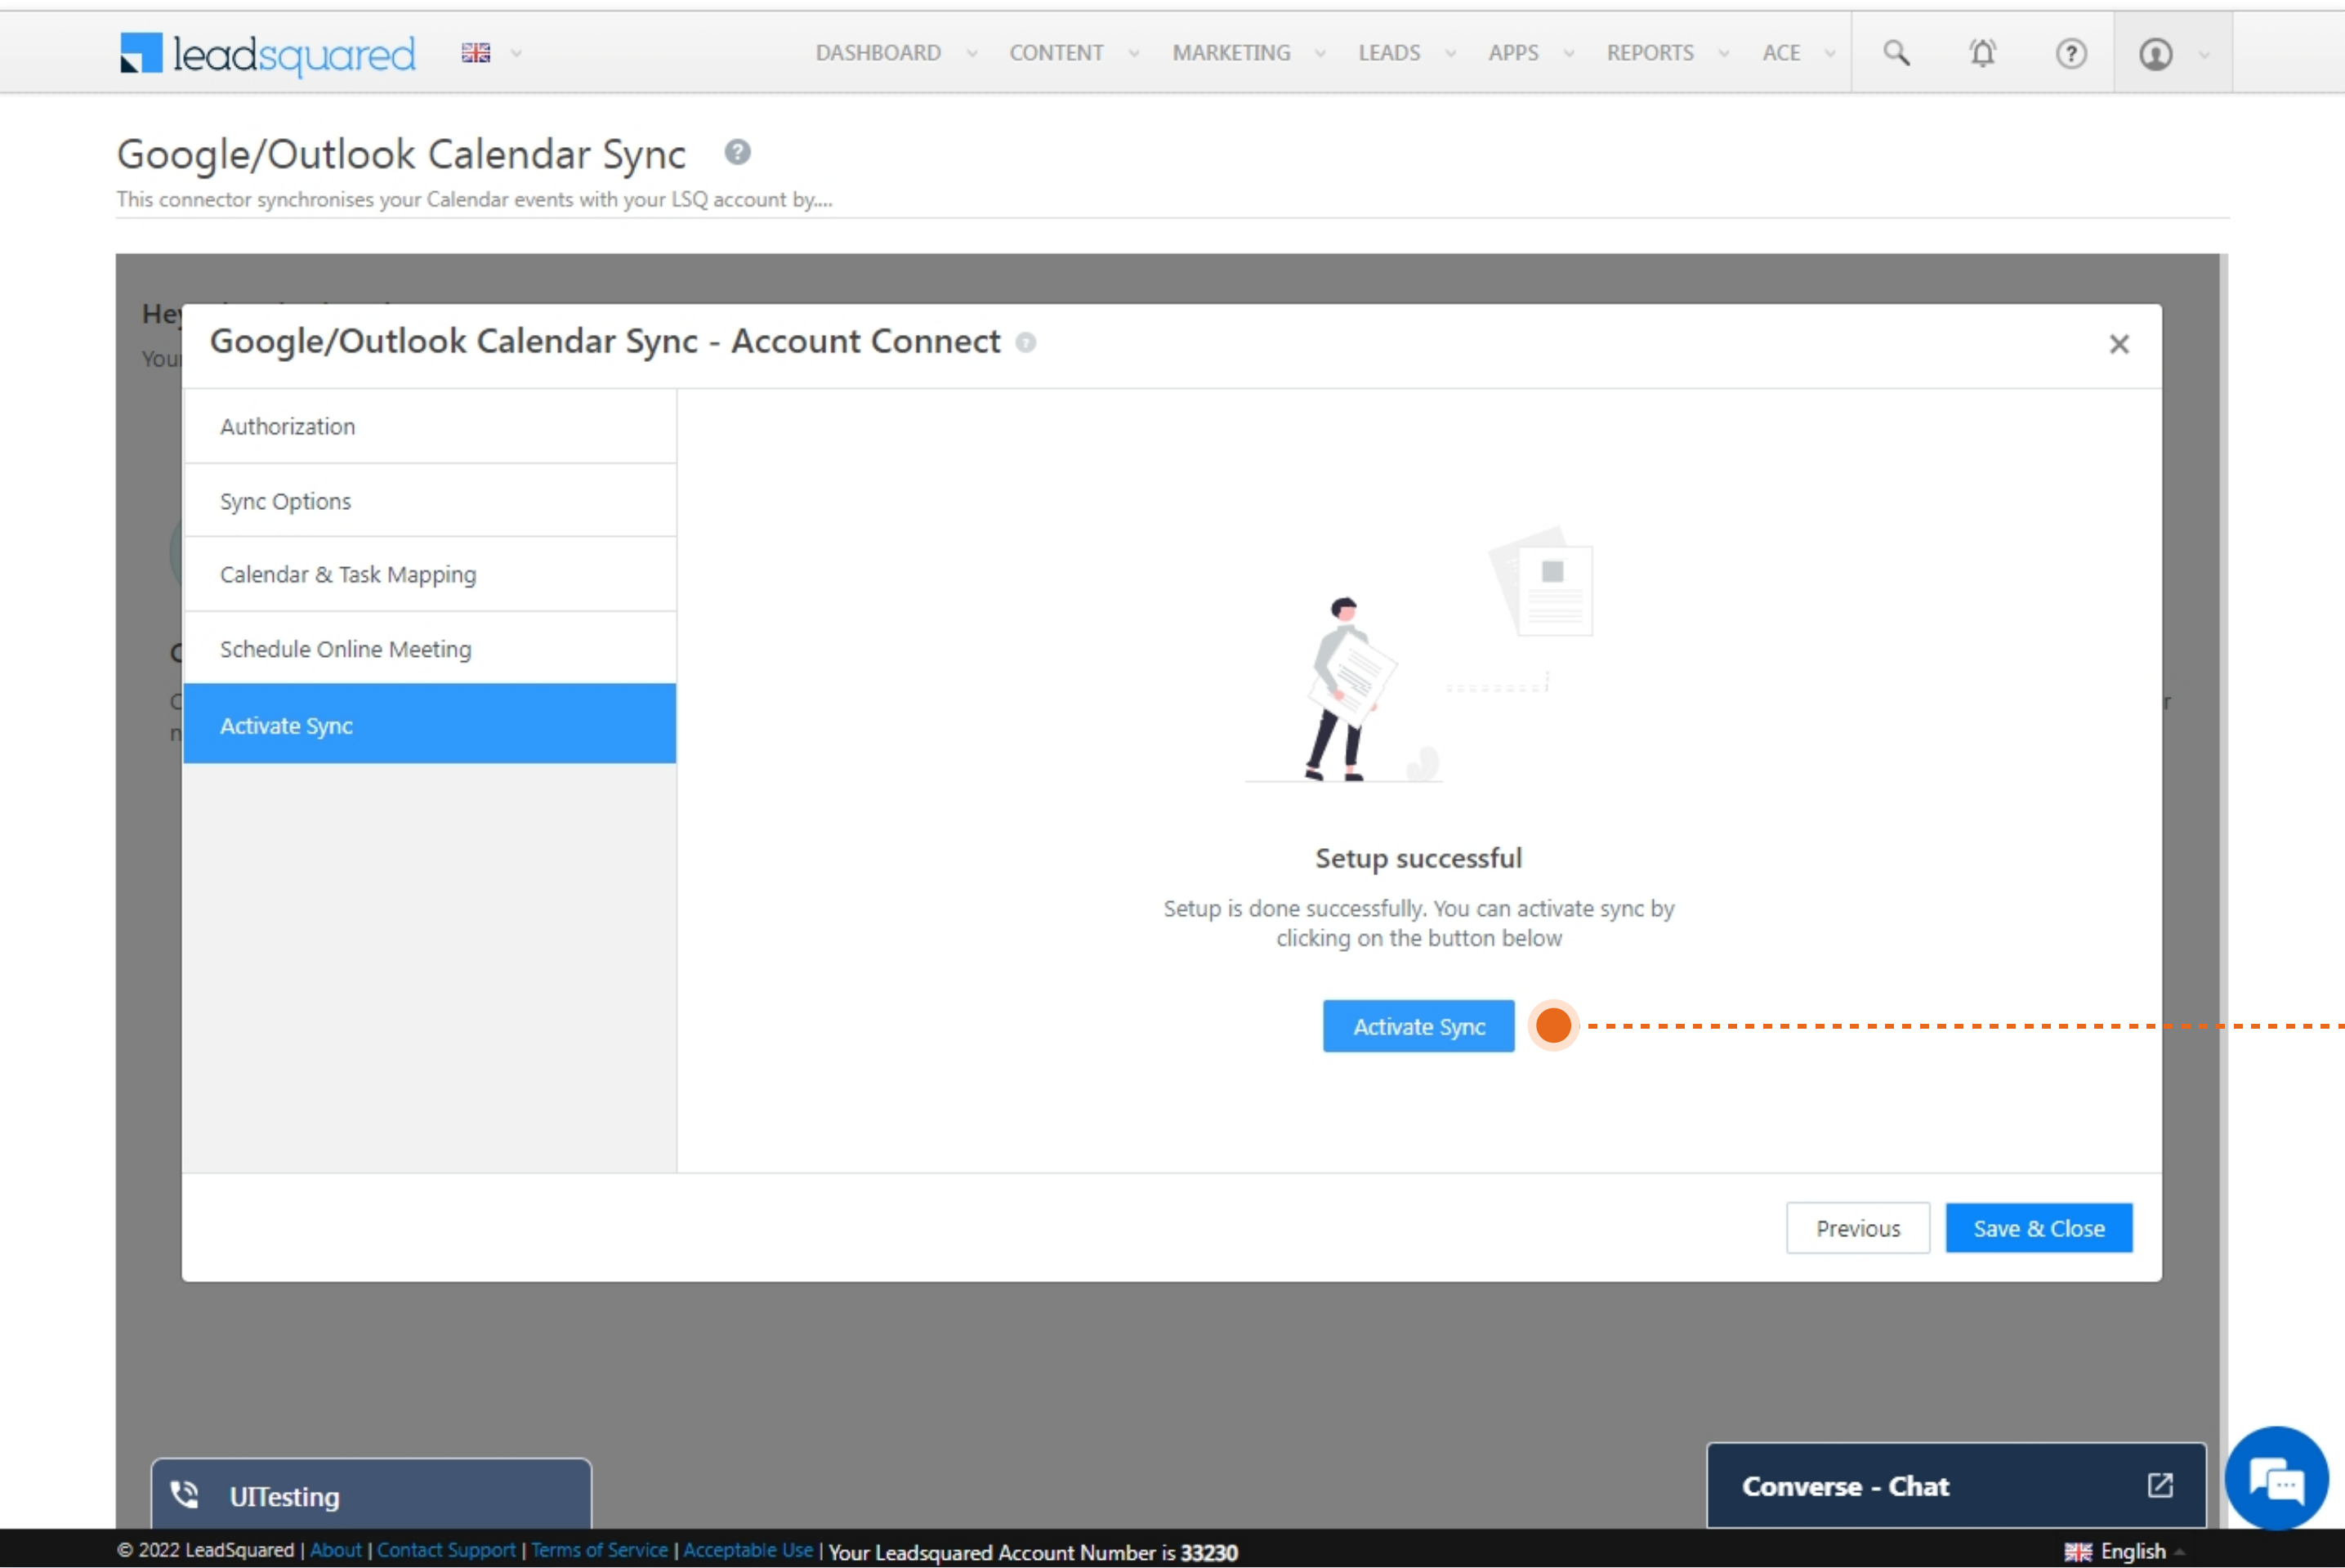 leadsquared
DASHBOARD CONTENT MARKETING LEADS APPS REPORTS ACE
Google/Outlook Calendar Sync
This connector synchronises your Calendar events with your LSQ account by....
Google/Outlook Calendar Sync - Account Connect
Authorization
Sync Options
Calendar & Task Mapping
Schedule Online Meeting
Activate Sync
Setup successful
Setup is done successfully. You can activate sync by
clicking on the button below
Activate Sync
Previous Save & Close
UITesting
Converse - Chat
© 2022 LeadSquared | About | Contact Support | Terms of Service | Acceptable Use | Your Leadsquared Account Number is 33230
English